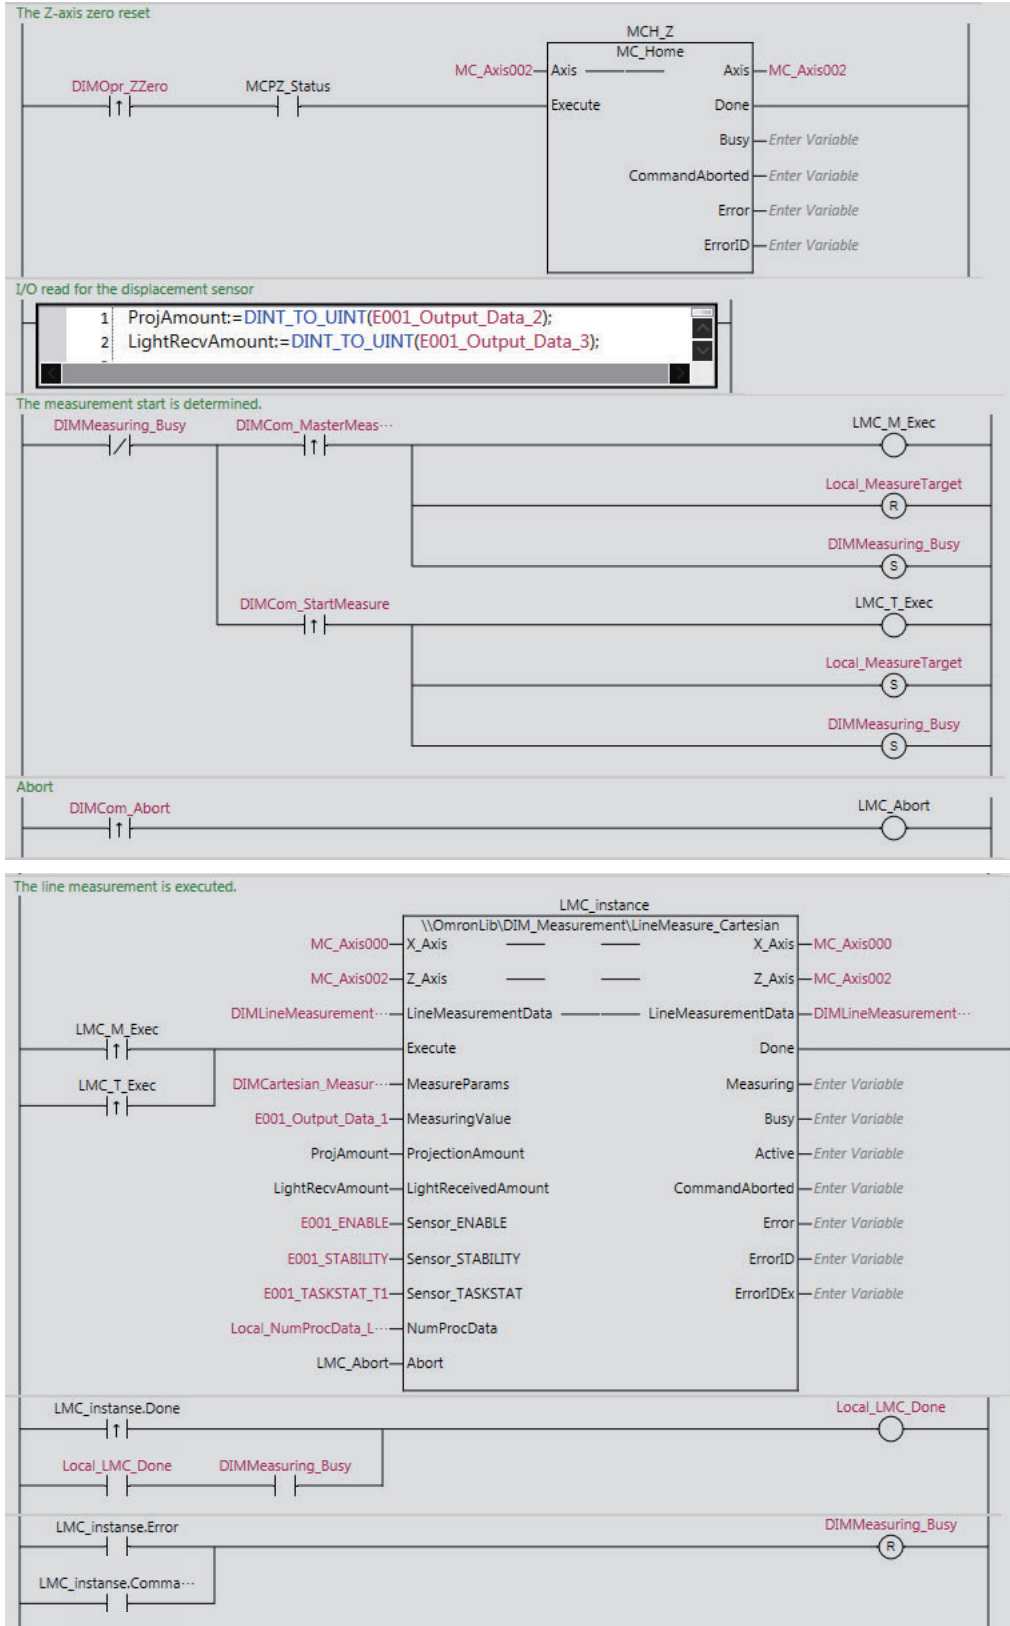 The Z-axis zero reset
MCH_Z
MC_Home
MC_Axis002 Axis Axis MC_Axis002
DIMOpr_ZZero MCPZ_Status
Execute Done
Busy Enter Variable
CommandAborted Enter Variable
Error Enter Variable
ErrorID Enter Variable
I/O read for the displacement sensor
1 ProjAmount:=DINT_TO_UINT(E001_Output_Data_2);
2 LightRecvAmount:=DINT_TO_UINT(E001_Output_Data_3);
The measurement start is determined.
DIMMeasuring_Busy DIMCom_MasterMeas··· LMC_M_Exec
Local_MeasureTarget
R
DIMMeasuring_Busy
S
DIMCom_StartMeasure LMC_T_Exec
Local_MeasureTarget
S
DIMMeasuring_Busy
S
Abort
DIMCom_Abort LMC_Abort
The line measurement is executed.
LMC_instance
\\OmronLib\DIM_Measurement\LineMeasure_Cartesian
MC_Axis000 X_Axis X_Axis MC_Axis000
MC_Axis002 Z_Axis Z_Axis MC_Axis002
DIMLineMeasurement··· LineMeasurementData LineMeasurementData DIMLineMeasurement···
LMC_M_Exec
Execute Done
LMC_T_Exec DIMCartesian_Measur··· MeasureParams Measuring Enter Variable
E001_Output_Data_1 MeasuringValue Busy Enter Variable
ProjAmount ProjectionAmount Active Enter Variable
LightRecvAmount LightReceivedAmount CommandAborted Enter Variable
E001_ENABLE Sensor_ENABLE Error Enter Variable
E001_STABILITY Sensor_STABILITY ErrorID Enter Variable
E001_TASKSTAT_T1 Sensor_TASKSTAT ErrorIDEx Enter Variable
Local_NumProcData_L··· NumProcData
LMC_Abort Abort
LMC_instanse.Done Local_LMC_Done
Local_LMC_Done DIMMeasuring_Busy
LMC_instanse.Error DIMMeasuring_Busy
R
LMC_instanse.Comma···